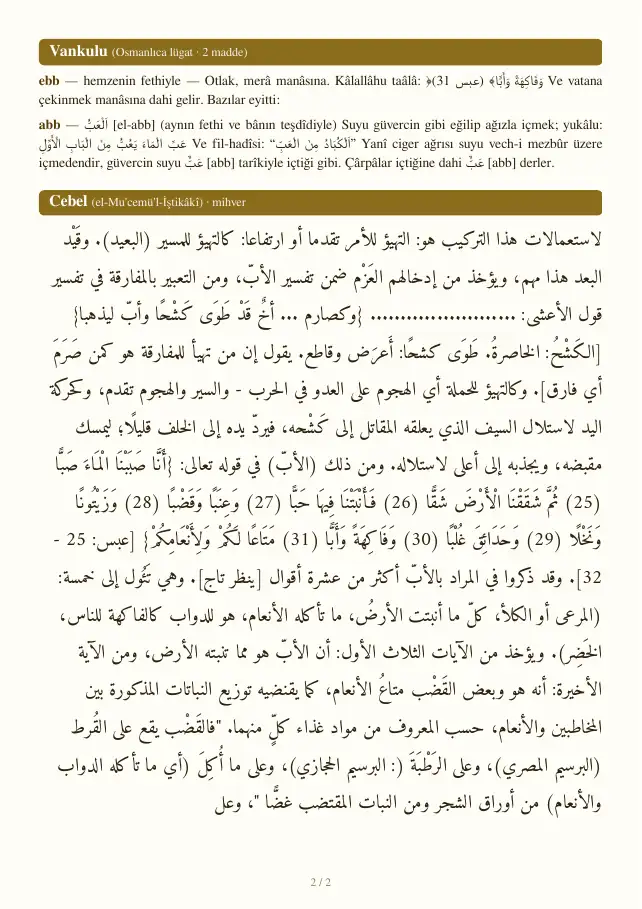 Vankulu (Osmanlıca lügat · 2 madde)
ebb — hemzenin fethiyle — Otlak, merâ manâsına. Kâlallâhu taâlâ: ﴿وَفَاكِهَةً وَأَبًّا﴾ (عبس 31) Ve vatana
çekinmek manâsına dahi gelir. Bazılar eyitti:
abb — اَلْعَبُّ [el-abb] (aynın fethi ve bânın teşdîdiyle) Suyu güvercin gibi eğilip ağızla içmek; yukâlu:
عَبَّ الْمَاءَ يَعُبُّ مِنَ الْبَابِ الْأَوَّلِ Ve fil-hadîsi: “اَلْكُبَادُ مِنَ الْعَبِّ” Yanî ciger ağrısı suyu vech-i mezbûr üzere
içmedendir, güvercin suyu عَبٌّ [abb] tarîkiyle içtiği gibi. Çârpâlar içtiğine dahi عَبٌّ [abb] derler.
Cebel (el-Mu'cemü'l-İştikâkî) · mihver
لاستعمالات هذا التركيب هو: التهيؤ للأمر تقدما أو ارتفاعا: كالتهيؤ للمسير (البعيد). وقَيْد
البعد هذا مهم، ويؤخذ من إدخالهم العَزْم ضمن تفسير الأبّ، ومن التعبير بالمفارقة في تفسير
قول الأعشى: ........................ {وكصارم ... أخٌ قَدْ طَوَى كَشْحًا وأبّ ليذهبا}
[الكَشْحُ: الخاصرةُ. طَوَى كشحًا: أَعرَض وقاطع. يقول إن من تهيأ للمفارقة هو كمن صَرَمَ
أي فارق]. وكالتهيؤ للحملة أي الهجوم على العدو في الحرب - والسير والهجوم تقدم، وكحركة
اليد لاستلال السيف الذي يعلقه المقاتل إلى كَشْحه، فيردّ يده إلى الخلف قليلًا؛ ليمسك
مقبضه، ويجذبه إلى أعلى لاستلاله. ومن ذلك (الأبّ) في قوله تعالى: {أَنَّا صَبَبْنَا الْمَاءَ صَبًّا
(25) ثُمَّ شَقَقْنَا الْأَرْضَ شَقًّا (26) فَأَنْبَتْنَا فِيهَا حَبًّا (27) وَعِنَبًا وَقَضْبًا (28) وَزَيْتُونًا
وَنَخْلًا (29) وَحَدَائِقَ غُلْبًا (30) وَفَاكِهَةً وَأَبًّا (31) مَتَاعًا لَكُمْ وَلِأَنْعَامِكُمْ} [عبس: 25 -
32]. وقد ذكروا في المراد بالأبّ أكثر من عشرة أقوال [ينظر تاج]. وهي تئُول إلى خمسة:
(المرعى أو الكلأ، كلّ ما أنبتت الأرضُ، ما تأكله الأنعام، هو للدواب كالفاكهة للناس،
الخَضِر). ويؤخذ من الآيات الثلاث الأول: أن الأبّ هو مما تنبته الأرض، ومن الآية
الأخيرة: أنه هو وبعض القَضْب متاعُ الأنعام، كما يقنضيه توزيع النباتات المذكورة بين
المخاطبين والأنعام، حسب المعروف من مواد غذاء كلٍّ منهما. "فالقَضْب يقع على القُرط
(البرسيم المصري)، وعلى الرَطْبَةَ (: البرسيم الحجازي)، وعلى ما أُكِلَ (أي ما تأكله الدواب
والأنعام) من أوراق الشجر ومن النبات المقتضب غضًّا "، وعل
2 / 2